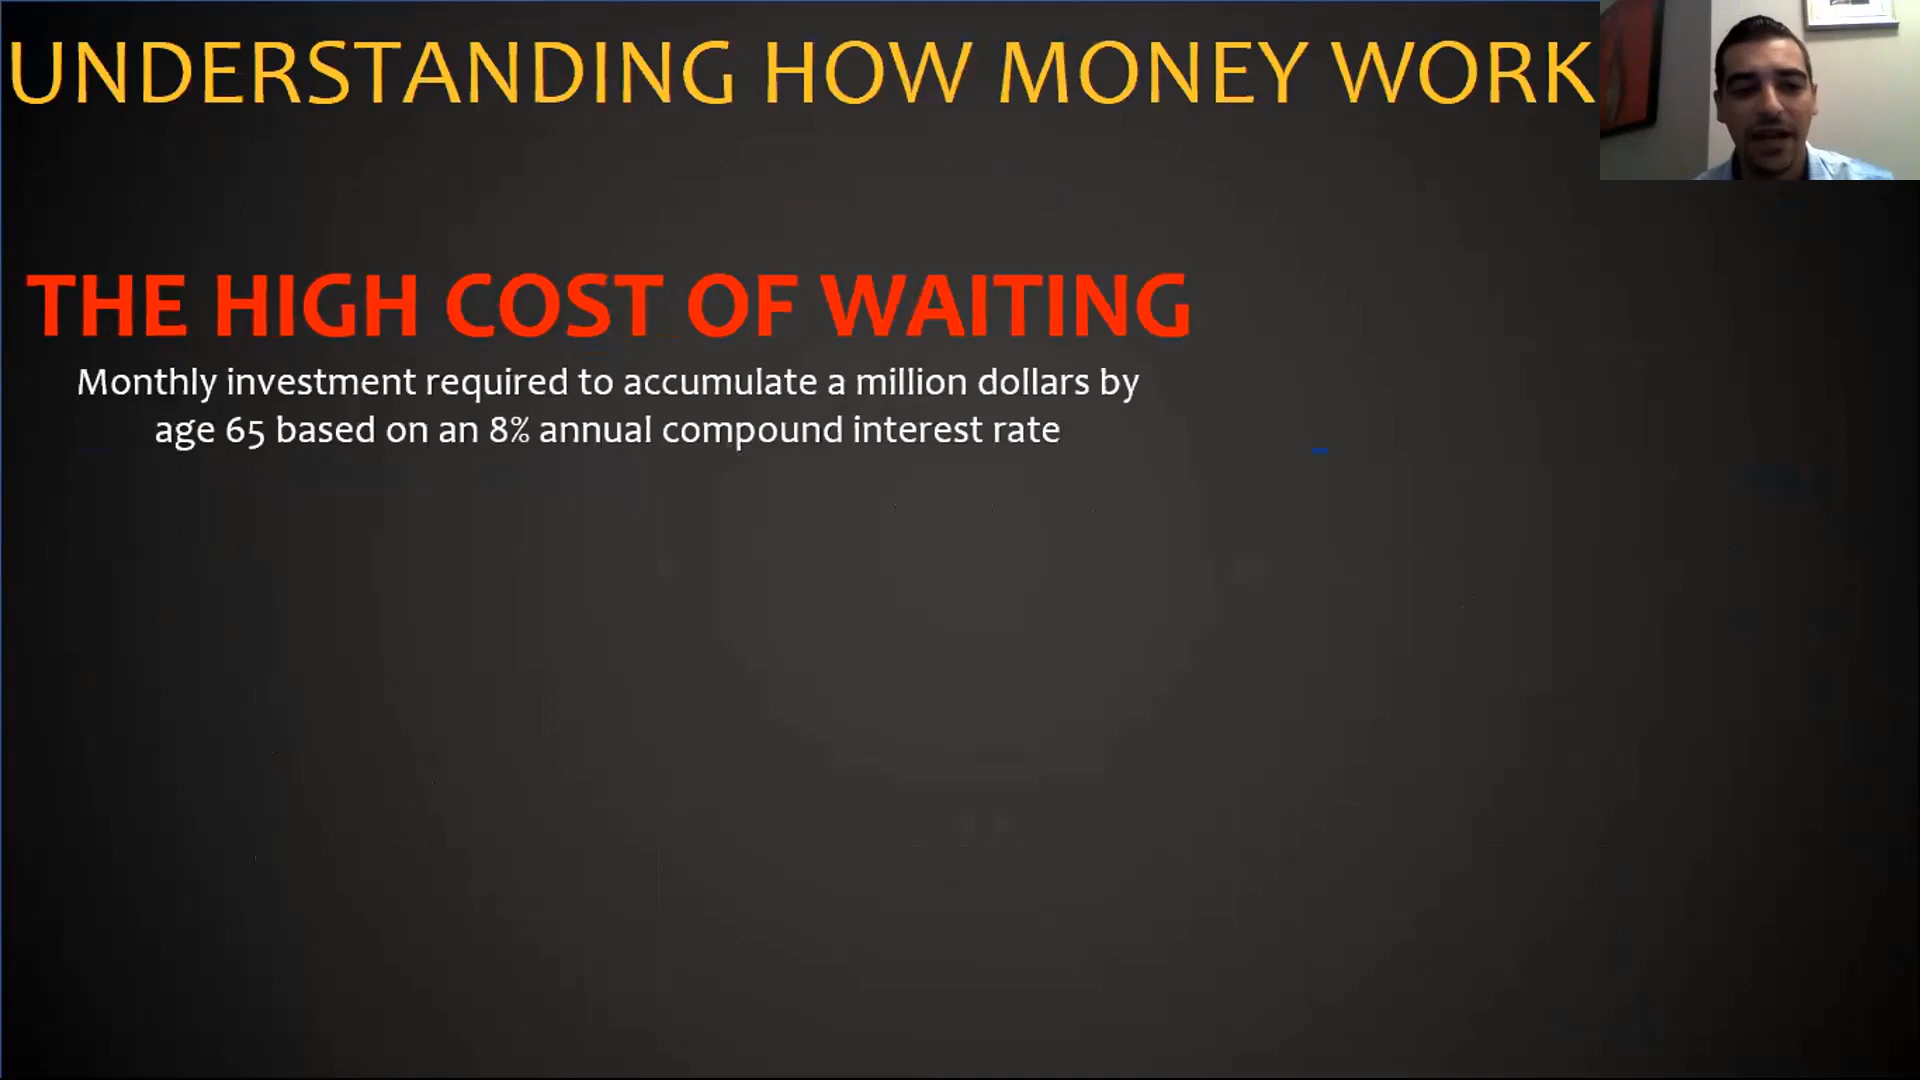 UNDERSTANDING HOW MONEY WORK
THE HIGH COST OF WAITING
Monthly investment required to accumulate a million dollars by
age 65 based on an 8% annual compound interest rate